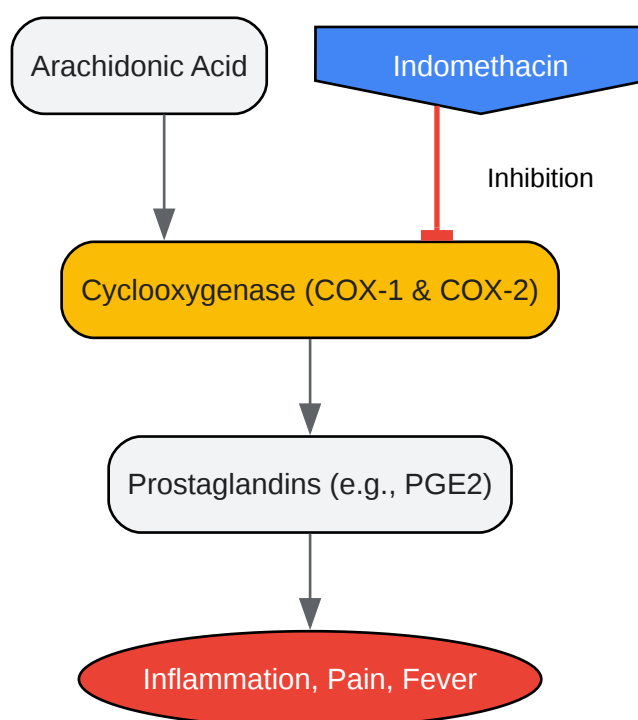 Arachidonic Acid
Indomethacin
Inhibition
Cyclooxygenase (COX-1 & COX-2)
Prostaglandins (e.g., PGE2)
Inflammation, Pain, Fever